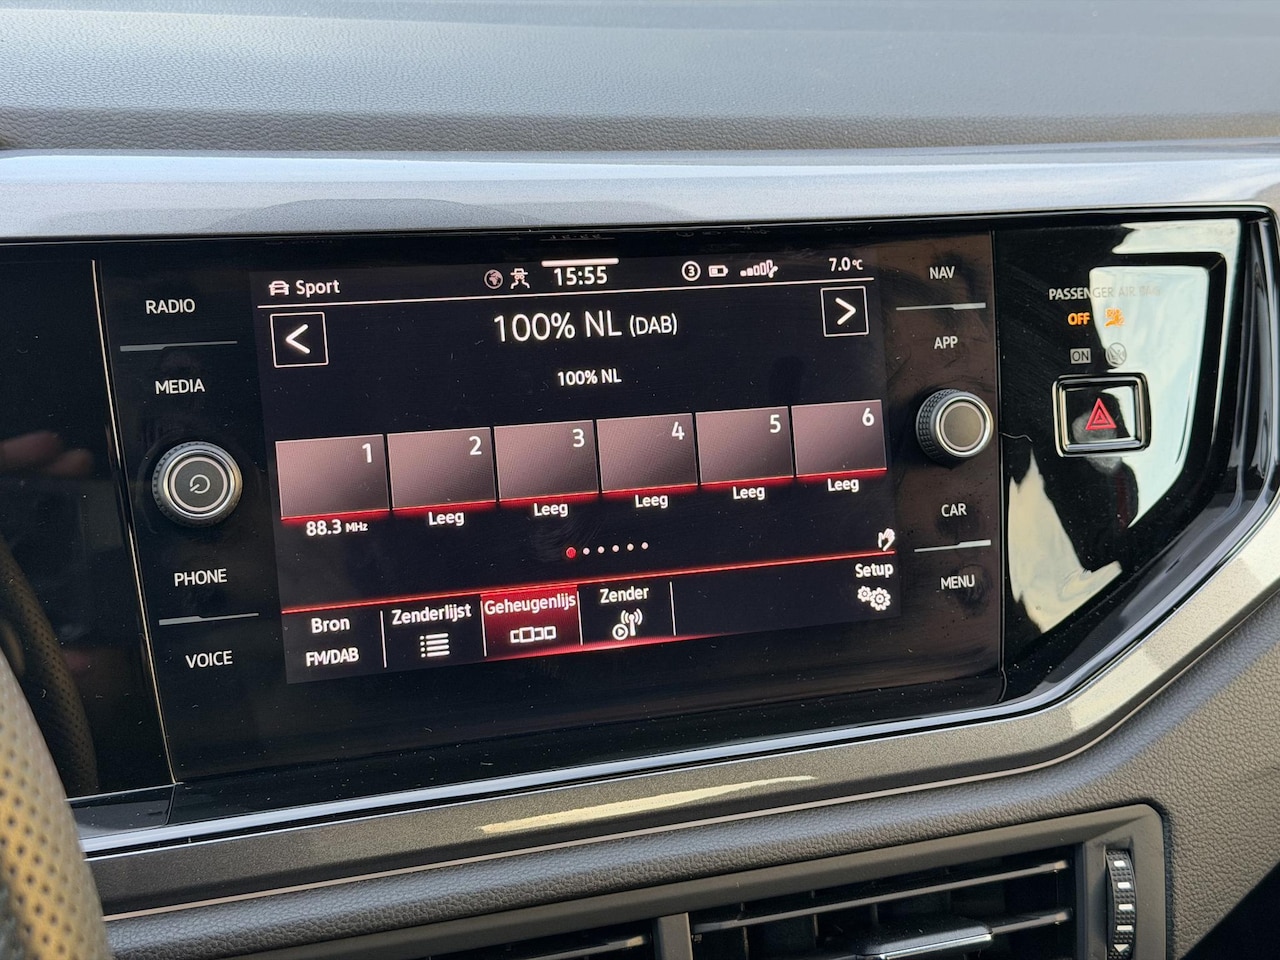 RADIO
MEDIA
PHONE
VOICE
Sport
15:55
3
7.0°C
100% NL (DAB)
100% NL
1
2
3
4
5
6
88.3 MHz
Leeg
Leeg
Leeg
Leeg
Leeg
Bron
FM/DAB
Zenderlijst
Geheugenlijs
Zender
Setup
NAV
APP
CAR
MENU
PASSENGER AIR BAG
OFF
ON